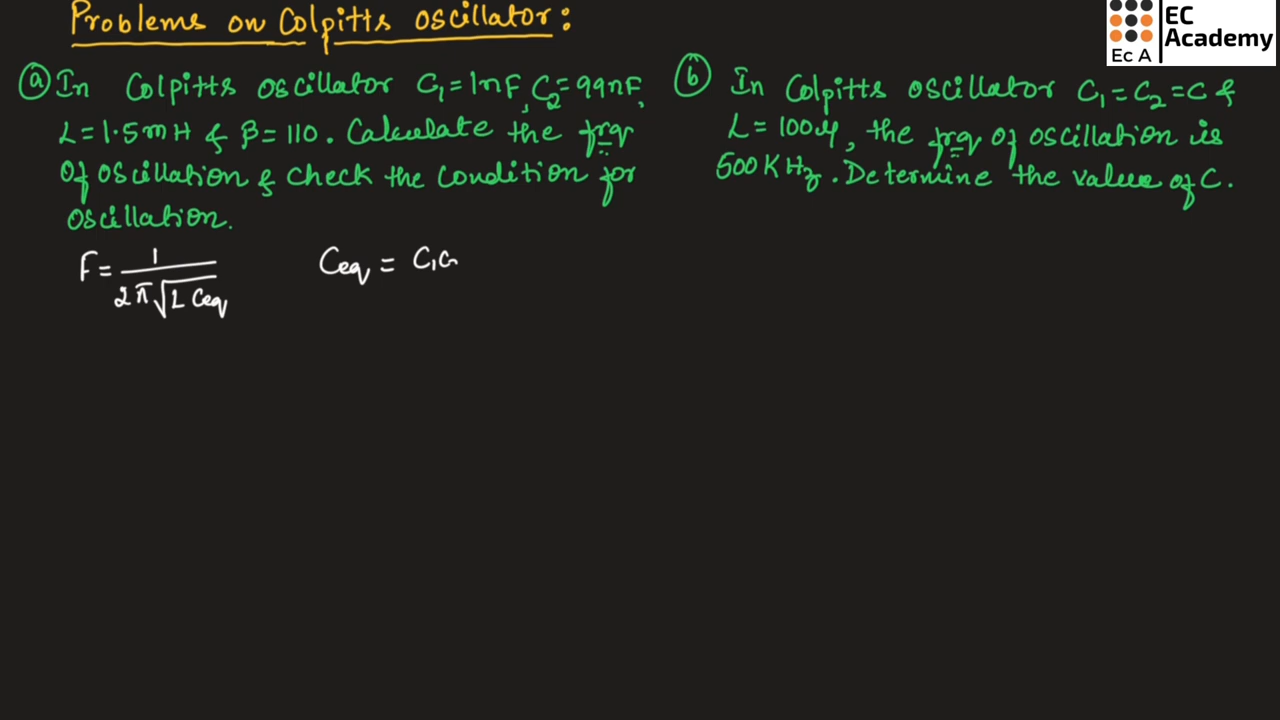 Problems on Colpitts oscillator:
EC Academy
Ec A
(a) In Colpitts oscillator C₁=1nF, C₂=99nF,
L=1.5mH & β=110. Calculate the frq
of oscillation & check the condition for
oscillation.
(b) In Colpitts oscillator C₁=C₂=C &
L=100μ, the frq of oscillation is
500KHz. Determine the value of C.
F = 1/2π√L Ceq
Ceq = C₁C